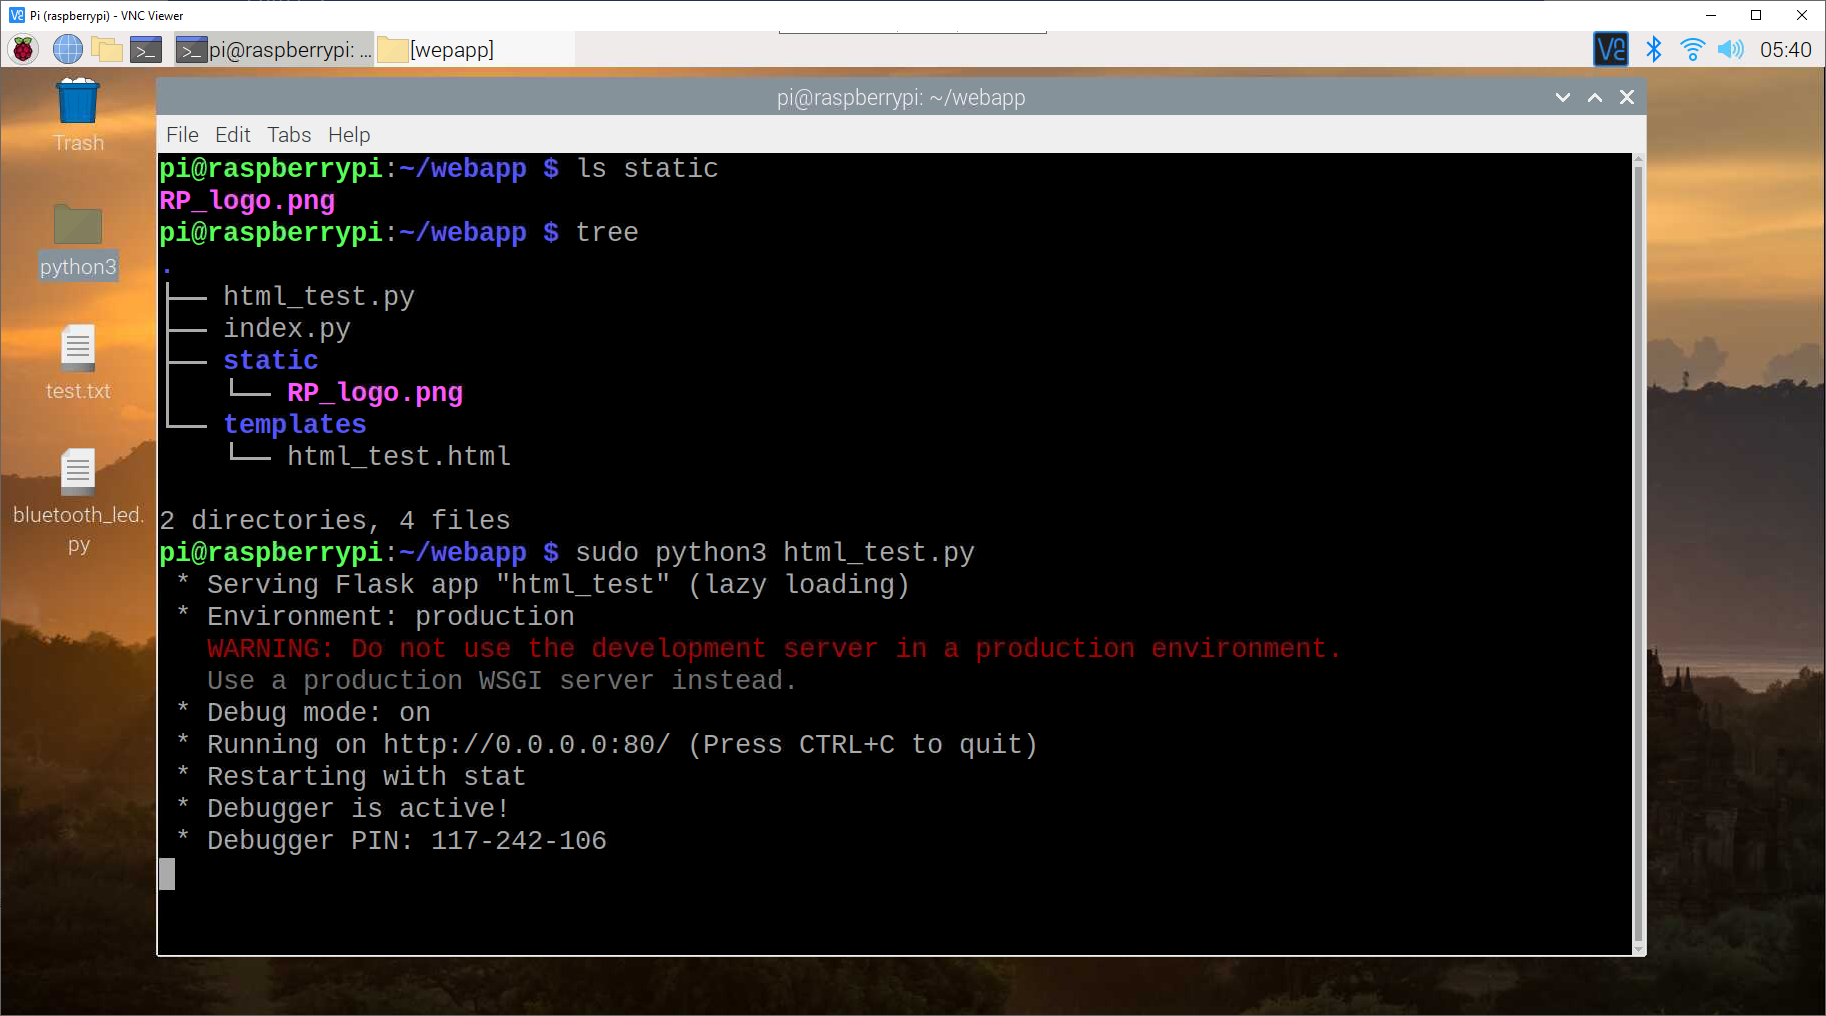 Pi (raspberrypi) - VNC Viewer
pi@raspberrypi: ...
[wepapp]
05:40
Trash
python3
test.txt
bluetooth_led.
py
pi@raspberrypi: ~/webapp
File Edit Tabs Help
pi@raspberrypi:~/webapp $ ls static
RP_logo.png
pi@raspberrypi:~/webapp $ tree
.
├── html_test.py
├── index.py
├── static
│   └── RP_logo.png
└── templates
    └── html_test.html
2 directories, 4 files
pi@raspberrypi:~/webapp $ sudo python3 html_test.py
 * Serving Flask app "html_test" (lazy loading)
 * Environment: production
   WARNING: Do not use the development server in a production environment.
   Use a production WSGI server instead.
 * Debug mode: on
 * Running on http://0.0.0.0:80/ (Press CTRL+C to quit)
 * Restarting with stat
 * Debugger is active!
 * Debugger PIN: 117-242-106